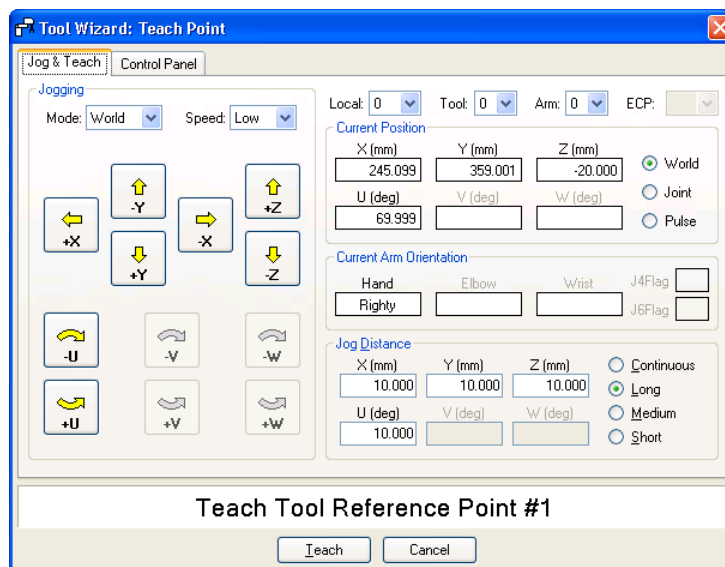 Tool Wizard: Teach Point
Jog & Teach Control Panel
Jogging
Mode: World Speed: Low
-Y +Z
+X -X
+Y -Z
-U -V -W
+U +V +W
Local: 0 Tool: 0 Arm: 0 ECP:
Current Position
X (mm) Y (mm) Z (mm)
245.099 359.001 -20.000
U (deg) V (deg) W (deg)
69.999
World
Joint
Pulse
Current Arm Orientation
Hand Elbow Wrist J4Flag
Righty J6Flag
Jog Distance
X (mm) Y (mm) Z (mm)
10.000 10.000 10.000
U (deg) V (deg) W (deg)
10.000
Continuous
Long
Medium
Short
Teach Tool Reference Point #1
Teach Cancel